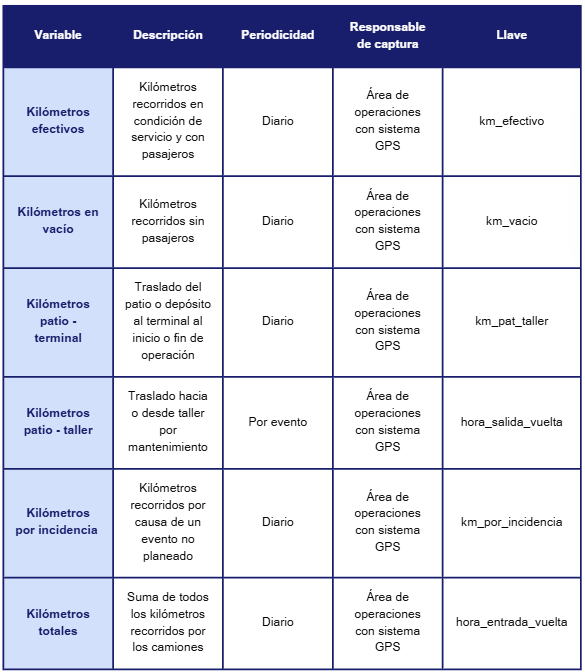 Variable
Descripción
Periodicidad
Responsable
de captura
Llave
Kilómetros
efectivos
Kilómetros
recorridos en
condición de
servicio y con
pasajeros
Diario
Área de
operaciones
con sistema
GPS
km_efectivo
Kilómetros en
vacío
Kilómetros
recorridos sin
pasajeros
Diario
Área de
operaciones
con sistema
GPS
km_vacio
Kilómetros
patio -
terminal
Traslado del
patio o depósito
al terminal al
inicio o fin de
operación
Diario
Área de
operaciones
con sistema
GPS
km_pat_taller
Kilómetros
patio - taller
Traslado hacia
o desde taller
por
mantenimiento
Por evento
Área de
operaciones
con sistema
GPS
hora_salida_vuelta
Kilómetros
por incidencia
Kilómetros
recorridos por
causa de un
evento no
planeado
Diario
Área de
operaciones
con sistema
GPS
km_por_incidencia
Kilómetros
totales
Suma de todos
los kilómetros
recorridos por
los camiones
Diario
Área de
operaciones
con sistema
GPS
hora_entrada_vuelta